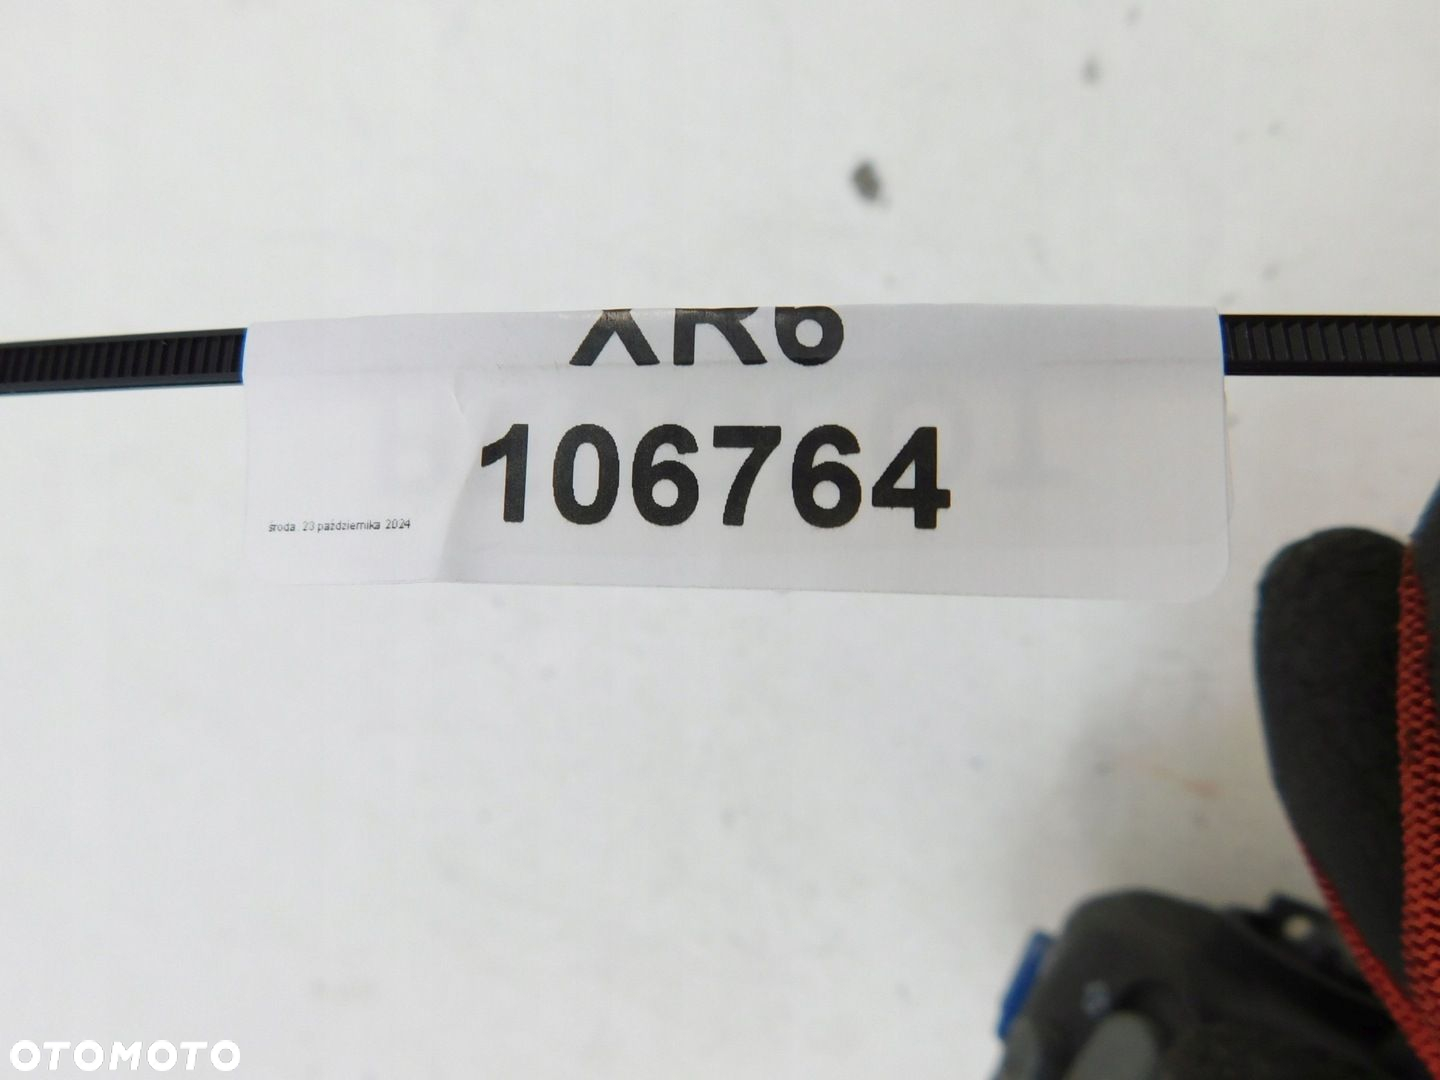 XR6
106764
środa 23 października 2024
OTOMOTO